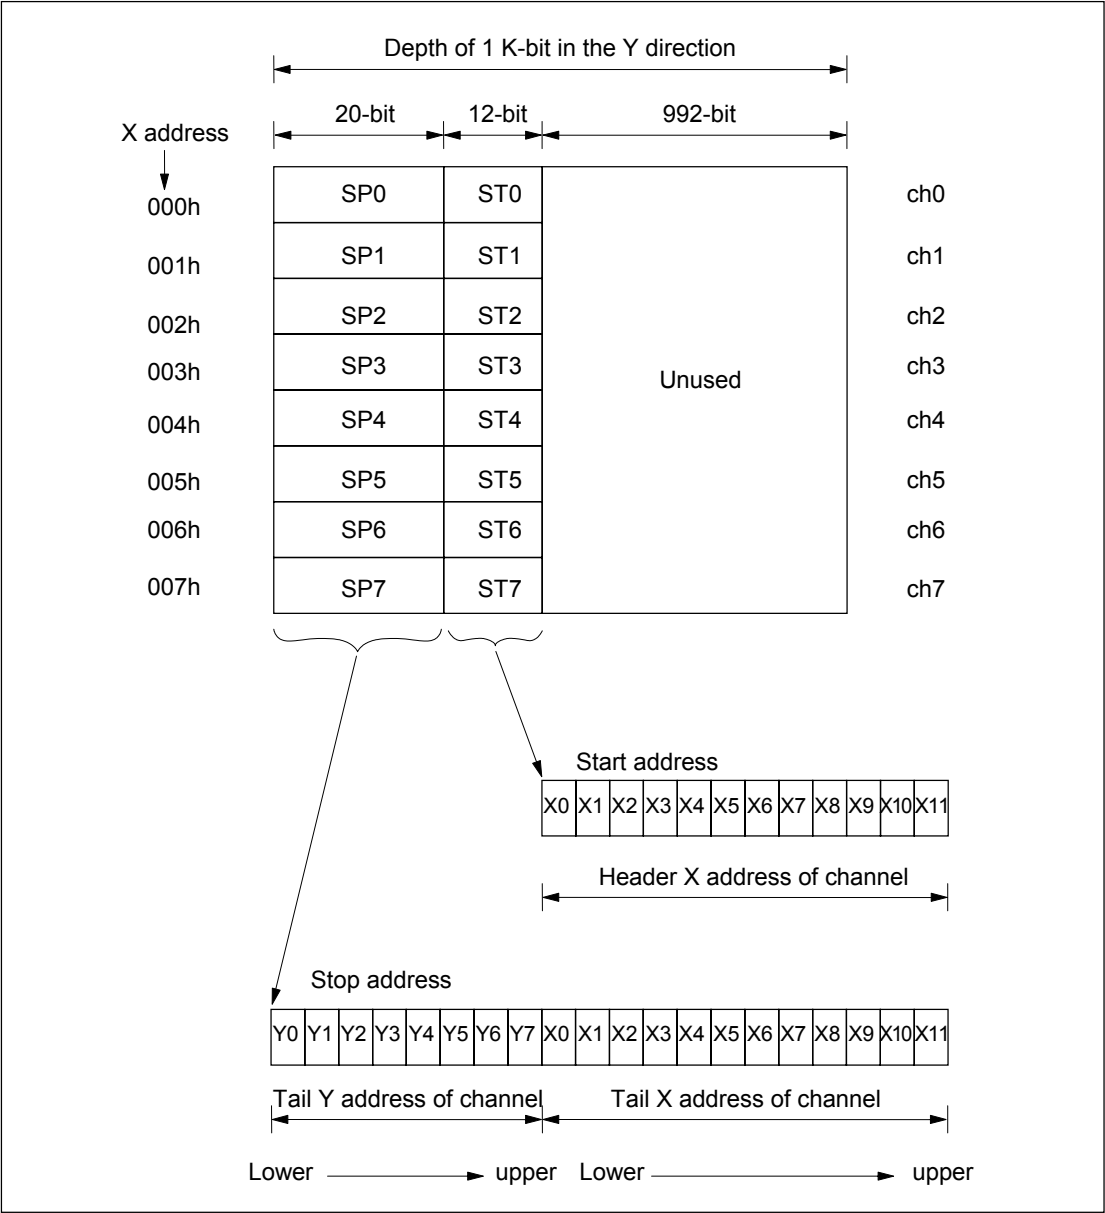 Depth of 1 K-bit in the Y direction
20-bit 12-bit 992-bit
X address
000h SP0 ST0 ch0
001h SP1 ST1 ch1
002h SP2 ST2 ch2
003h SP3 ST3 ch3
Unused
004h SP4 ST4 ch4
005h SP5 ST5 ch5
006h SP6 ST6 ch6
007h SP7 ST7 ch7
Start address
X0 X1 X2 X3 X4 X5 X6 X7 X8 X9 X10 X11
Header X address of channel
Stop address
Y0 Y1 Y2 Y3 Y4 Y5 Y6 Y7 X0 X1 X2 X3 X4 X5 X6 X7 X8 X9 X10 X11
Tail Y address of channel Tail X address of channel
Lower upper Lower upper